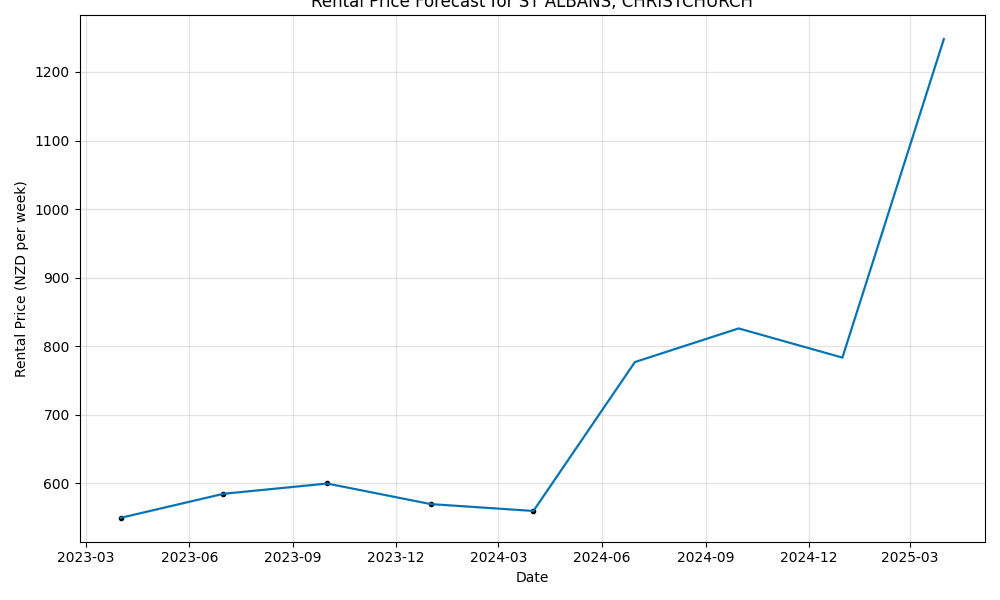 Rental Price Forecast for ST ALBANS, CHRISTCHURCH
Rental Price (NZD per week)
1200
1100
1000
900
800
700
600
2023-03 2023-06 2023-09 2023-12 2024-03 2024-06 2024-09 2024-12 2025-03
Date